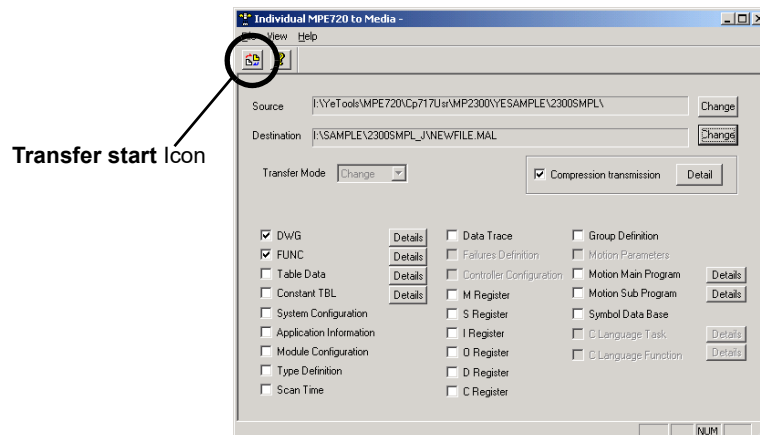 Individual MPE720 to Media -
File View Help
Transfer start Icon
Source I:\YeTools\MPE720\Cp717Usr\MP2300\YESAMPLE\2300SMPL\ Change
Destination I:\SAMPLE\2300SMPL_J\NEWFILE.MAL Change
Transfer Mode Change Compression transmission Detail
DWG Details Data Trace Group Definition
FUNC Details Failures Definition Motion Parameters
Table Data Details Controller Configuration Motion Main Program Details
Constant TBL Details M Register Motion Sub Program Details
System Configuration S Register Symbol Data Base
Application Information I Register C Language Task Details
Module Configuration O Register C Language Function Details
Type Definition D Register
Scan Time C Register
NUM